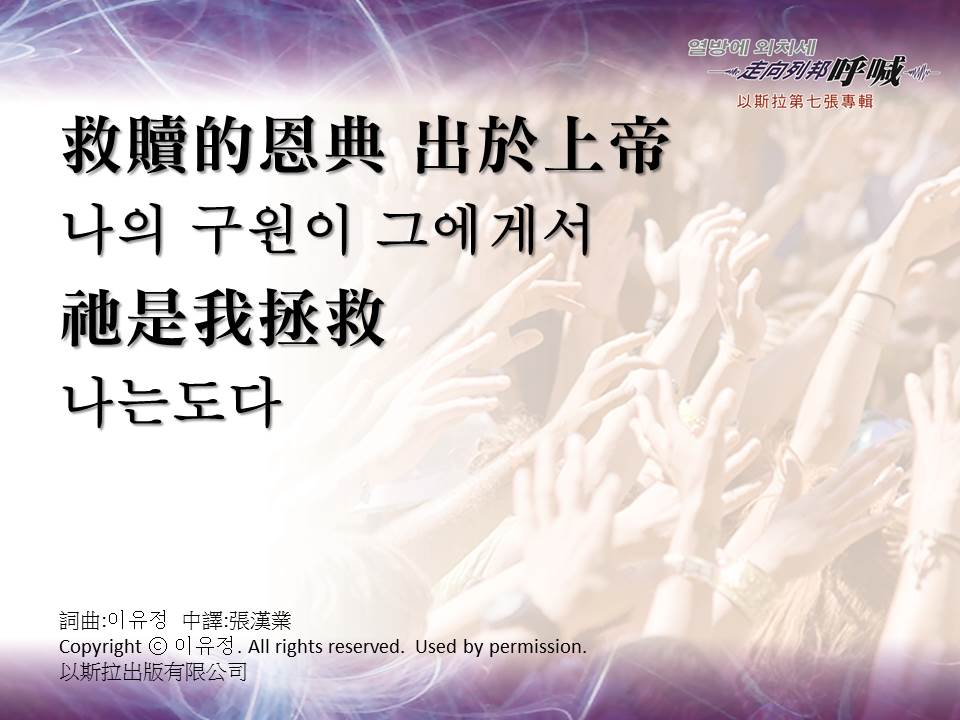 열방에 외치세
走向列邦呼喊
以斯拉第七張專輯
救贖的恩典 出於上帝
나의 구원이 그에게서
祂是我拯救
나는도다
詞曲:이유정 中譯:張漢業
Copyright ⓒ 이유정. All rights reserved. Used by permission.
以斯拉出版有限公司